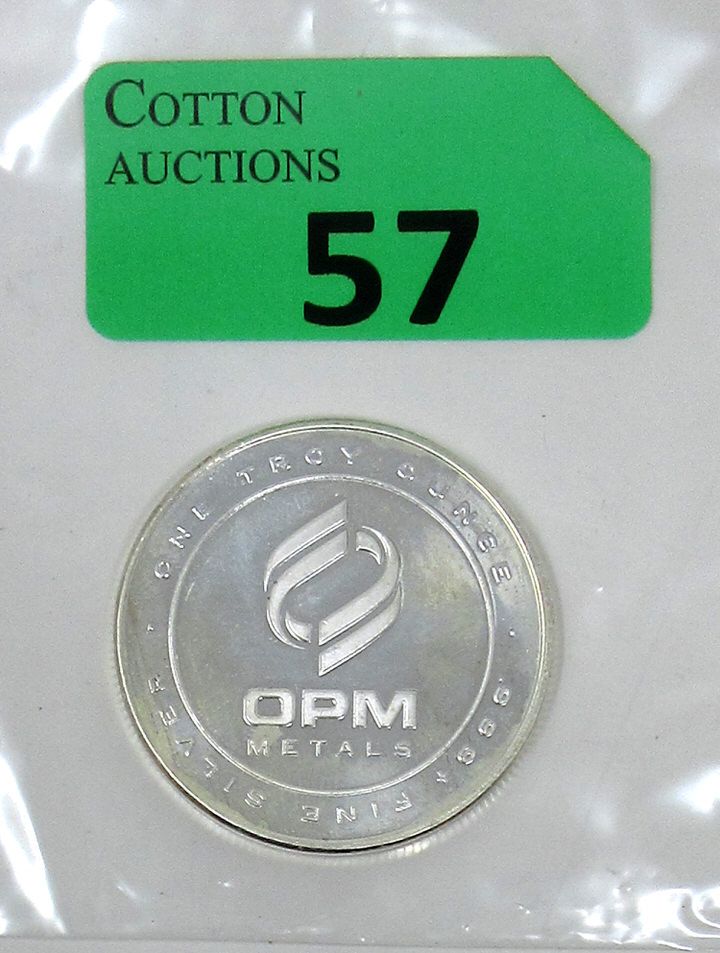 COTTON
AUCTIONS
57
ONE TROY OUNCE
OPM
METALS
.999+ FINE SILVER